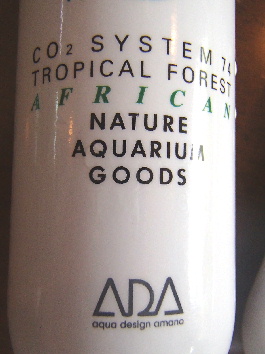 CO2 SYSTEM 74
TROPICAL FOREST
AFRICAN
NATURE
AQUARIUM
GOODS
ADA
aqua design amano